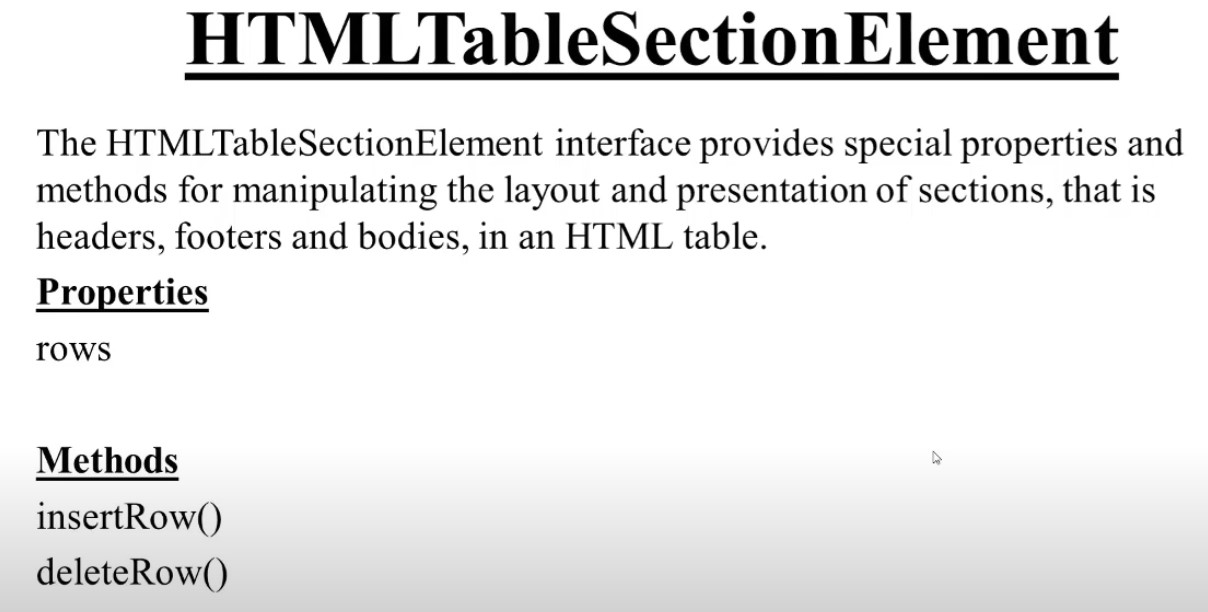 HTMLTableSectionElement
The HTMLTableSectionElement interface provides special properties and
methods for manipulating the layout and presentation of sections, that is
headers, footers and bodies, in an HTML table.
Properties
rows
Methods
insertRow()
deleteRow()